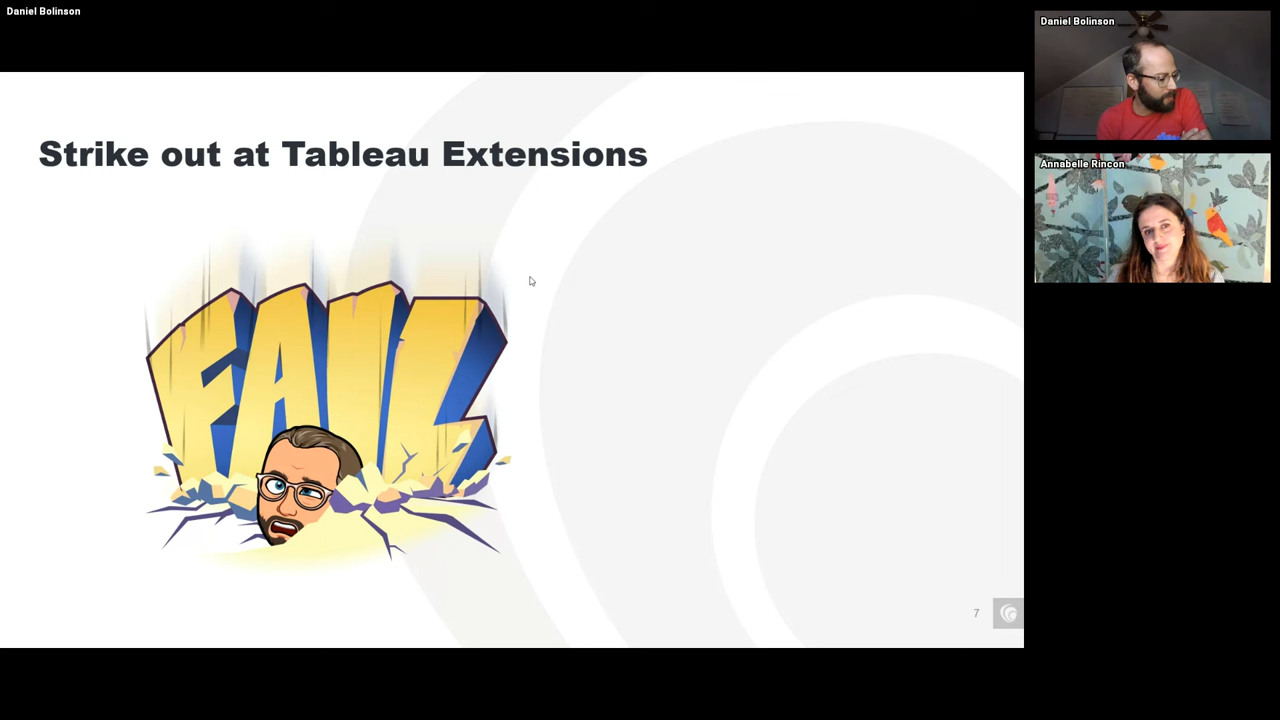 Daniel Bolinson
Daniel Bolinson
Annabelle Rincon
Strike out at Tableau Extensions
FAIL
7